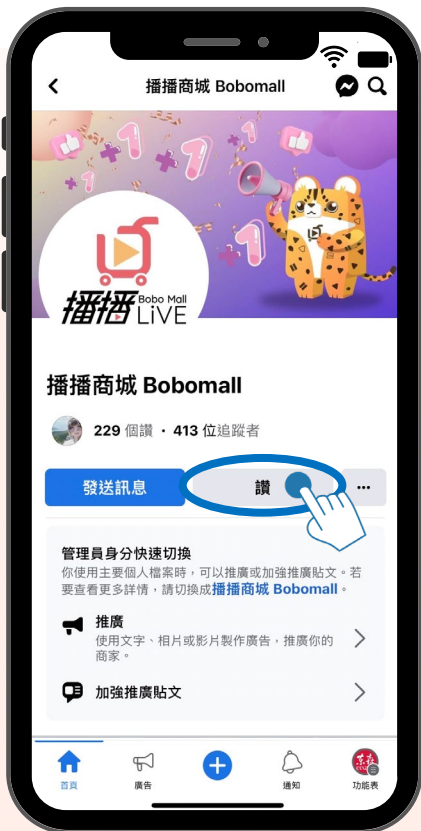 播播商城 Bobomall
+1 +1 +1
播播 Bobo Mall LiVE
播播商城 Bobomall
229 個讚 · 413 位追蹤者
發送訊息 讚 ...
管理員身分快速切換
你使用主要個人檔案時，可以推廣或加強推廣貼文。若
要查看更多詳情，請切換成播播商城 Bobomall。
推廣
使用文字、相片或影片製作廣告，推廣你的
商家。
加強推廣貼文
首頁 廣告 通知 功能表